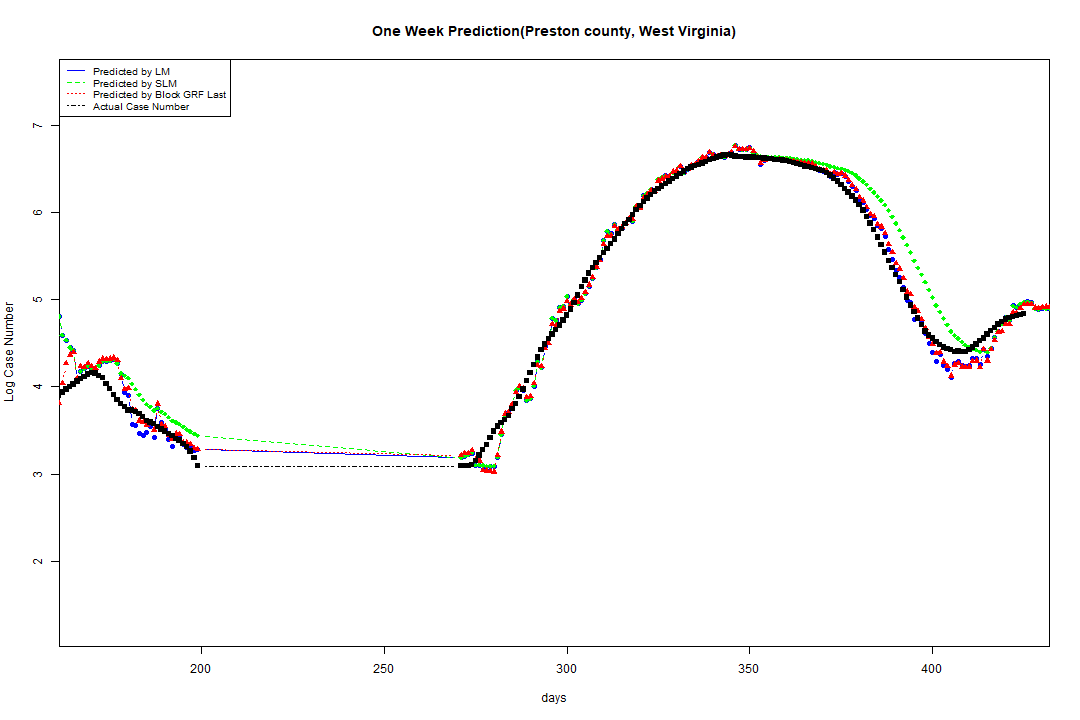 One Week Prediction(Preston county, West Virginia)
Predicted by LM
Predicted by SLM
Predicted by Block GRF Last
Actual Case Number
7
6
5
4
3
2
Log Case Number
200 250 300 350 400
days